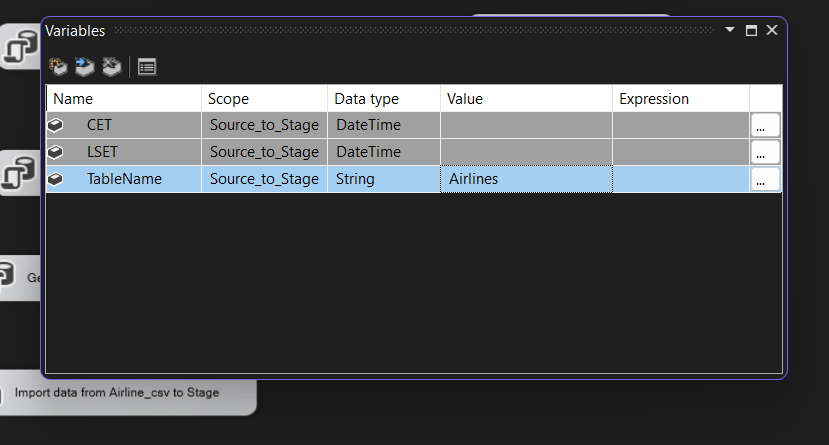 Variables
Name Scope Data type Value Expression
CET Source_to_Stage DateTime ...
LSET Source_to_Stage DateTime ...
TableName Source_to_Stage String Airlines ...
Ge
Import data from Airline_csv to Stage